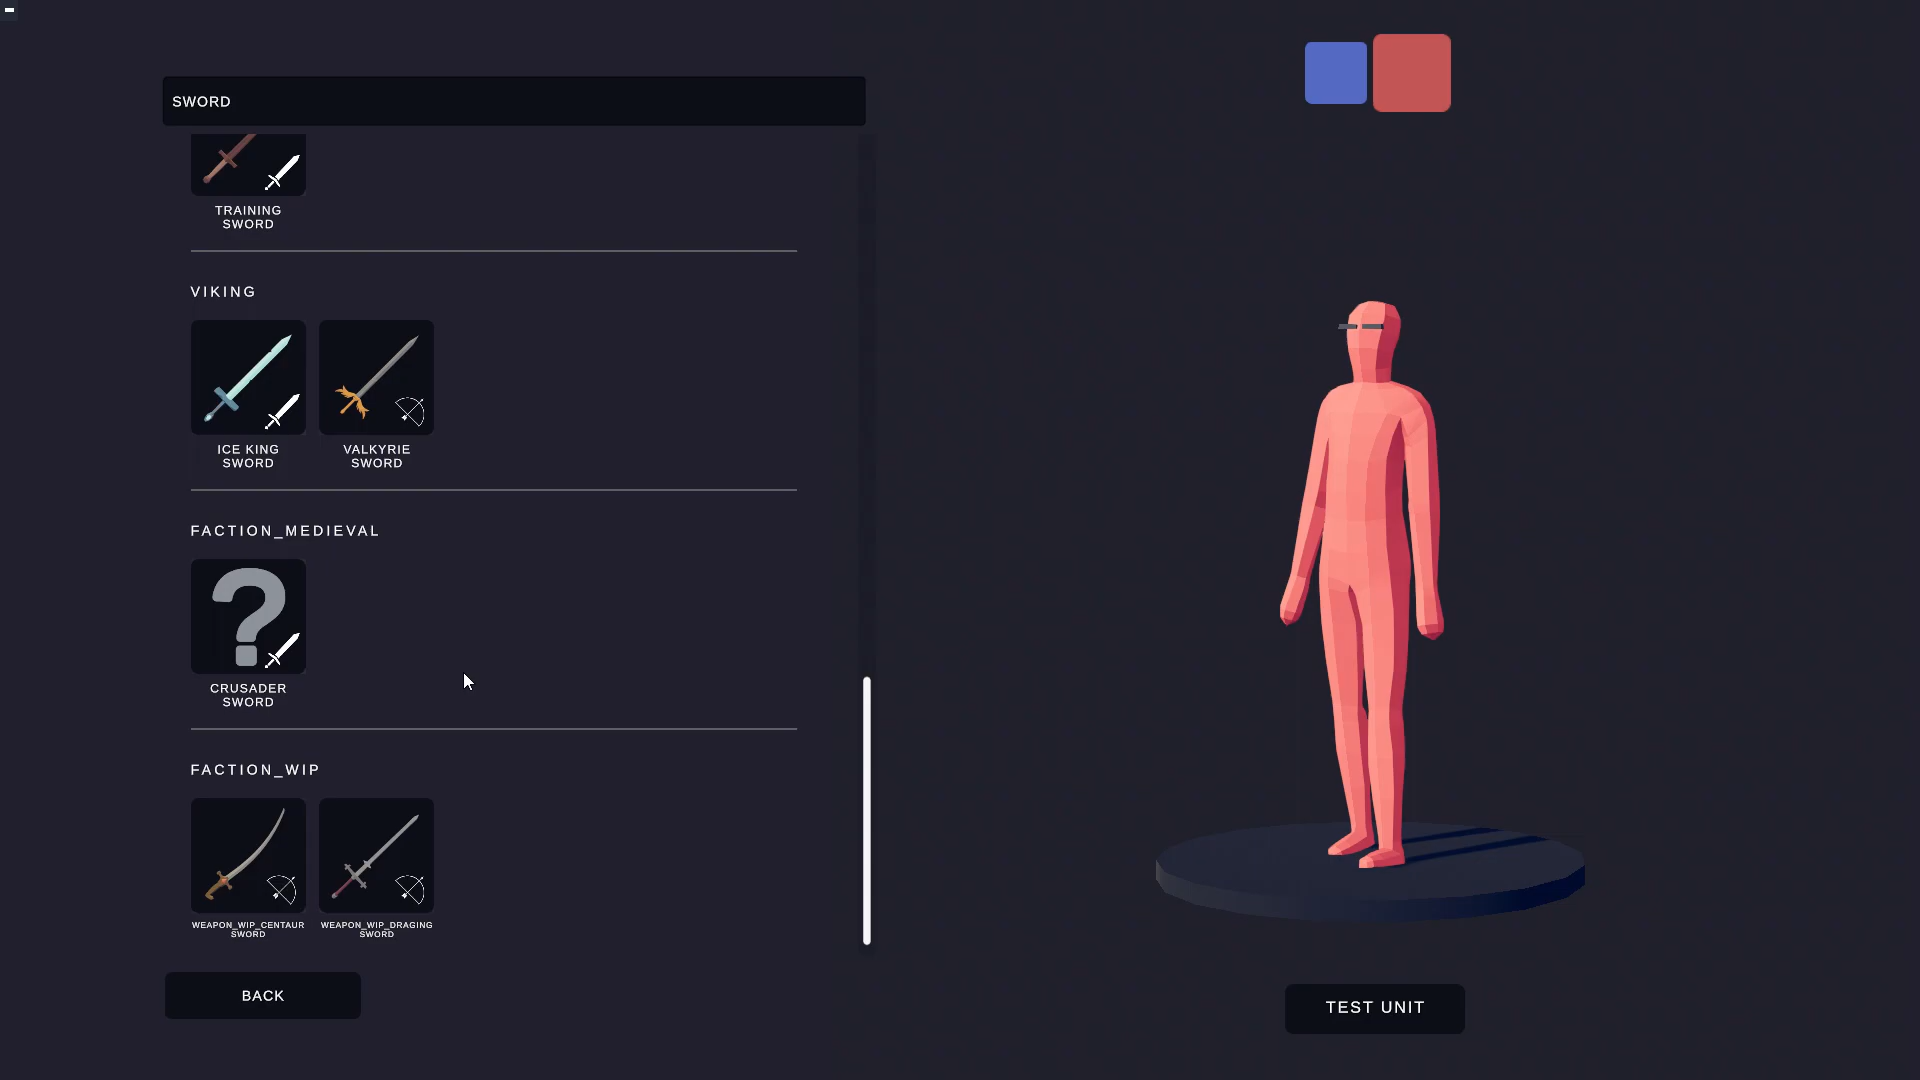 SWORD
TRAINING
SWORD
VIKING
ICE KING
SWORD
VALKYRIE
SWORD
FACTION_MEDIEVAL
CRUSADER
SWORD
FACTION_WIP
WEAPON_WIP_CENTAUR
SWORD
WEAPON_WIP_DRAGING
SWORD
BACK
TEST UNIT